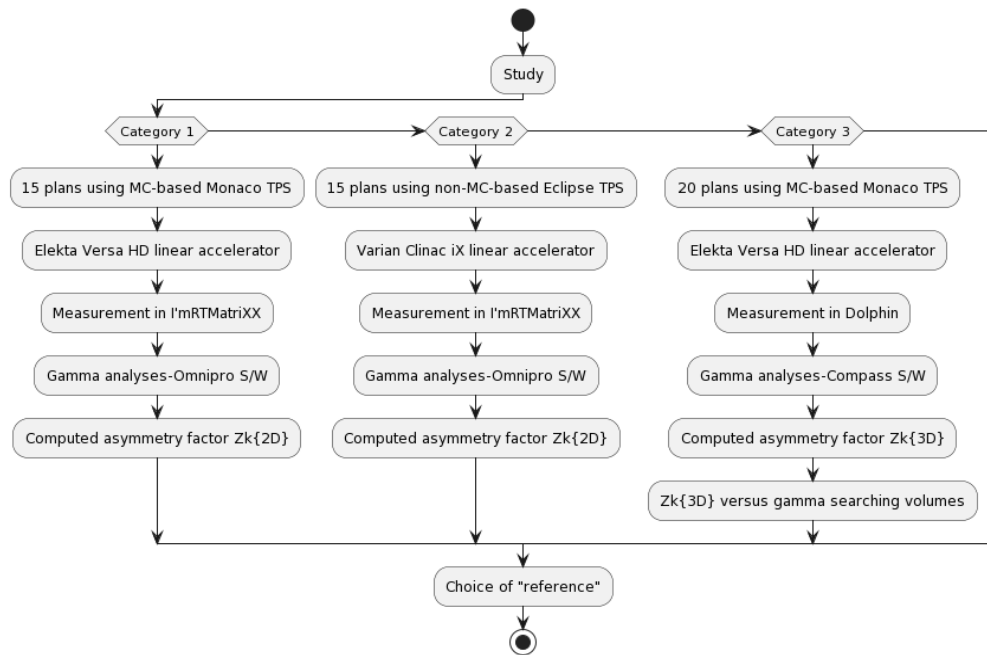 Study
Category 1
Category 2
Category 3
15 plans using MC-based Monaco TPS
15 plans using non-MC-based Eclipse TPS
20 plans using MC-based Monaco TPS
Elekta Versa HD linear accelerator
Varian Clinac iX linear accelerator
Elekta Versa HD linear accelerator
Measurement in I'mRTMatriXX
Measurement in I'mRTMatriXX
Measurement in Dolphin
Gamma analyses-Omnipro S/W
Gamma analyses-Omnipro S/W
Gamma analyses-Compass S/W
Computed asymmetry factor Zk{2D}
Computed asymmetry factor Zk{2D}
Computed asymmetry factor Zk{3D}
Zk{3D} versus gamma searching volumes
Choice of "reference"